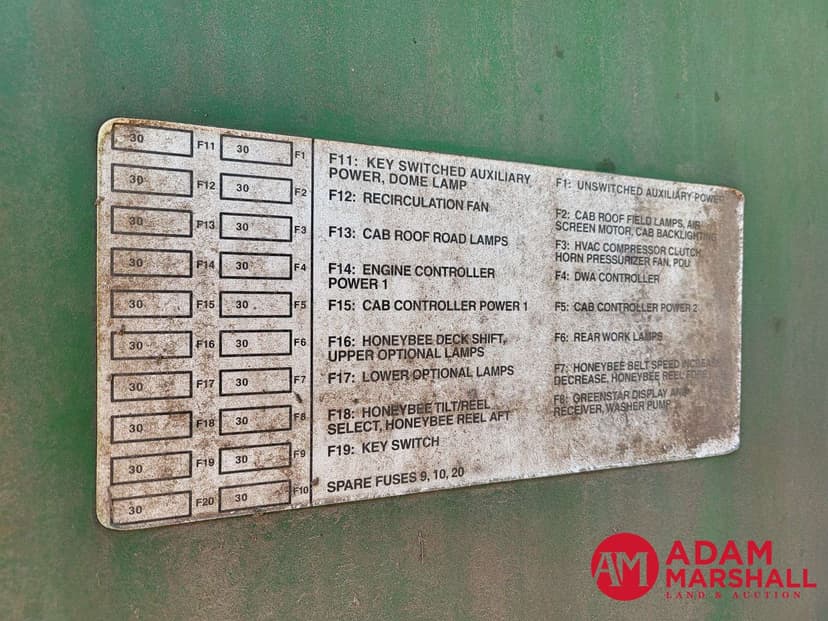 30 F11 30 F1
30 F12 30 F2
30 F13 30 F3
30 F14 30 F4
30 F15 30 F5
30 F16 30 F6
30 F17 30 F7
30 F18 30 F8
30 F19 30 F9
30 F20 30 F10
F11: KEY SWITCHED AUXILIARY
POWER, DOME LAMP
F12: RECIRCULATION FAN
F13: CAB ROOF ROAD LAMPS
F14: ENGINE CONTROLLER
POWER 1
F15: CAB CONTROLLER POWER 1
F16: HONEYBEE DECK SHIFT,
UPPER OPTIONAL LAMPS
F17: LOWER OPTIONAL LAMPS
F18: HONEYBEE TILT/REEL
SELECT, HONEYBEE REEL AFT
F19: KEY SWITCH
SPARE FUSES 9, 10, 20
F1: UNSWITCHED AUXILIARY POWER
F2: CAB ROOF FIELD LAMPS, AIR
SCREEN MOTOR, CAB BACKLIGHTING
F3: HVAC COMPRESSOR CLUTCH
HORN PRESSURIZER FAN, PDU
F4: DWA CONTROLLER
F5: CAB CONTROLLER POWER 2
F6: REAR WORK LAMPS
F7: HONEYBEE BELT SPEED INCREASE
DECREASE, HONEYBEE REEL
F8: GREENSTAR DISPLAY AND
RECEIVER, WASHER PUMP
AM ADAM
MARSHALL
LAND & AUCTION